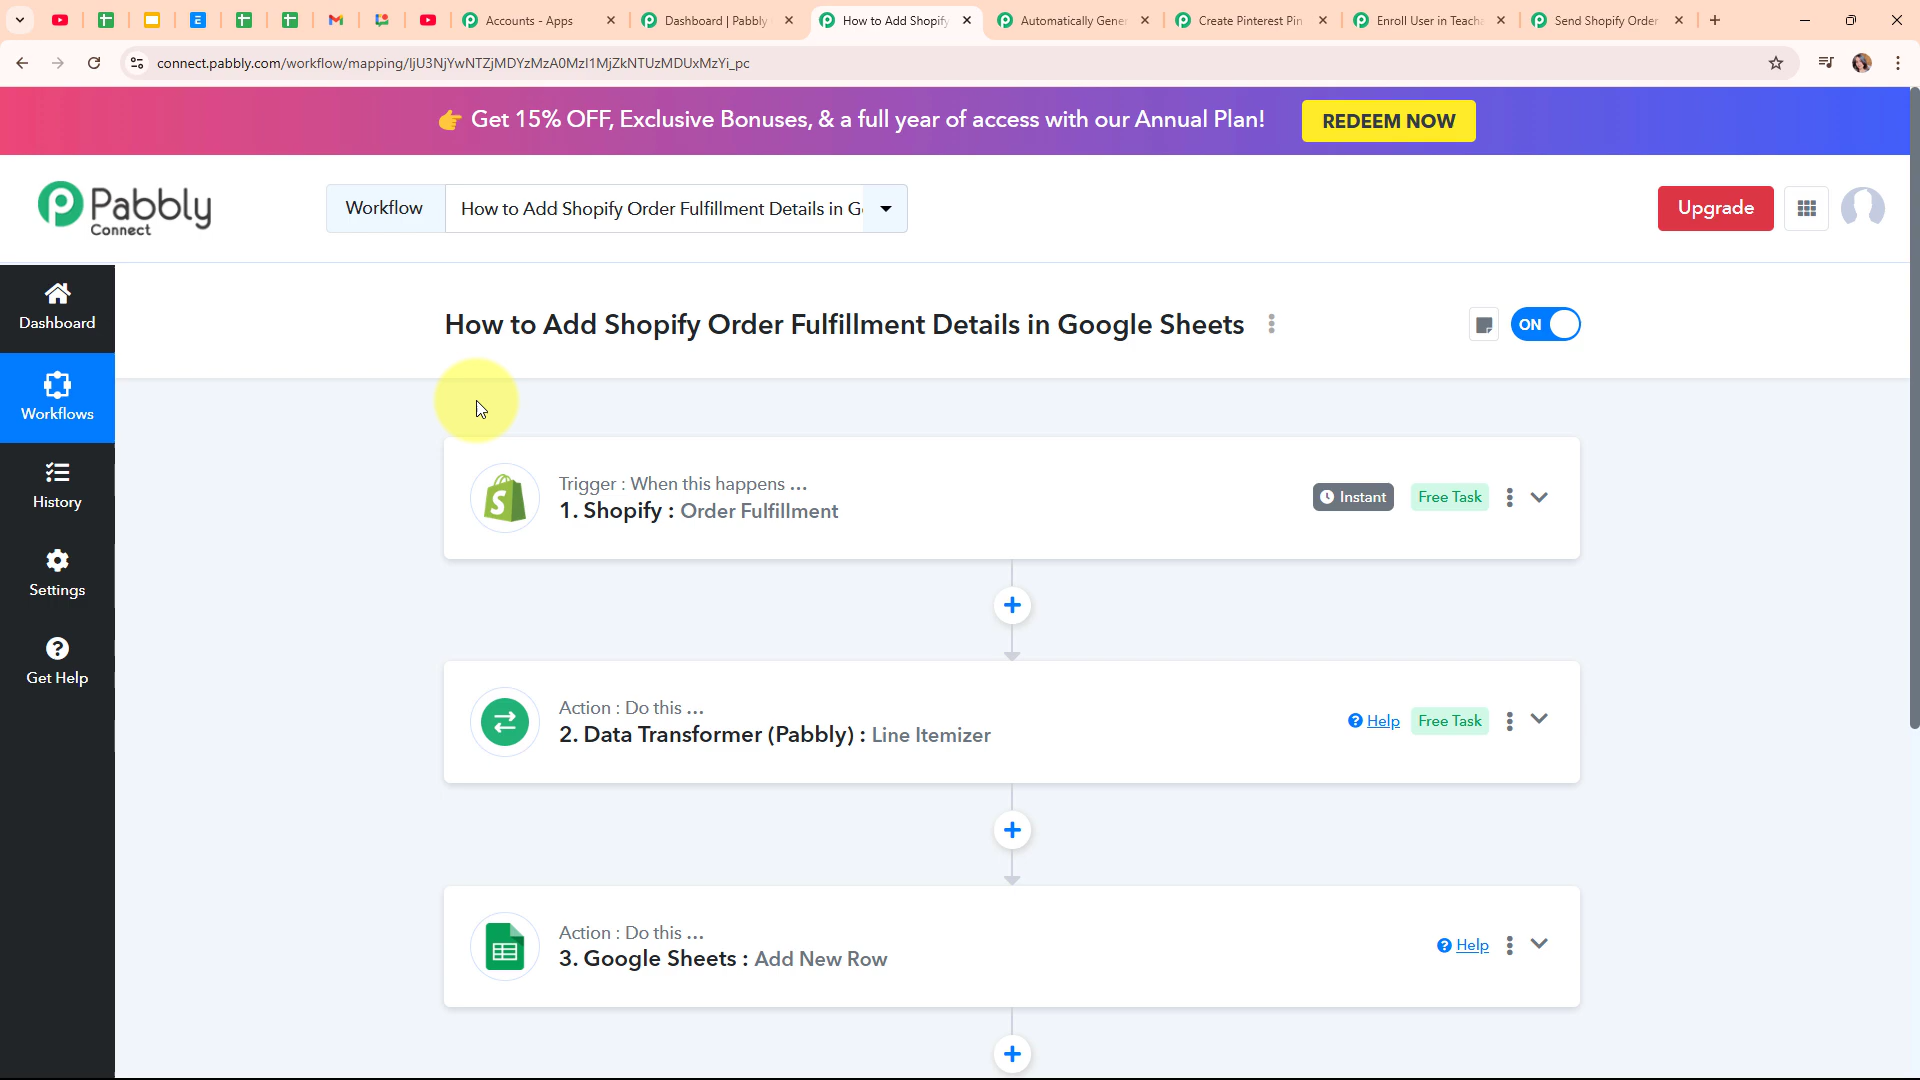 Accounts - Apps
Dashboard | Pabbly
How to Add Shopify
Automatically Gene
Create Pinterest Pin
Enroll User in Teach
Send Shopify Order
connect.pabbly.com/workflow/mapping/IjU3NjYwNTZjMDYzMzA0MzI1MjZkNTUzMDUxMzYi_pc
👉 Get 15% OFF, Exclusive Bonuses, & a full year of access with our Annual Plan!
REDEEM NOW
Pabbly
Connect
Workflow
How to Add Shopify Order Fulfillment Details in G
Upgrade
Dashboard
Workflows
History
Settings
Get Help
How to Add Shopify Order Fulfillment Details in Google Sheets
ON
Trigger : When this happens ...
1. Shopify : Order Fulfillment
Instant
Free Task
Action : Do this ...
2. Data Transformer (Pabbly) : Line Itemizer
Help
Free Task
Action : Do this ...
3. Google Sheets : Add New Row
Help